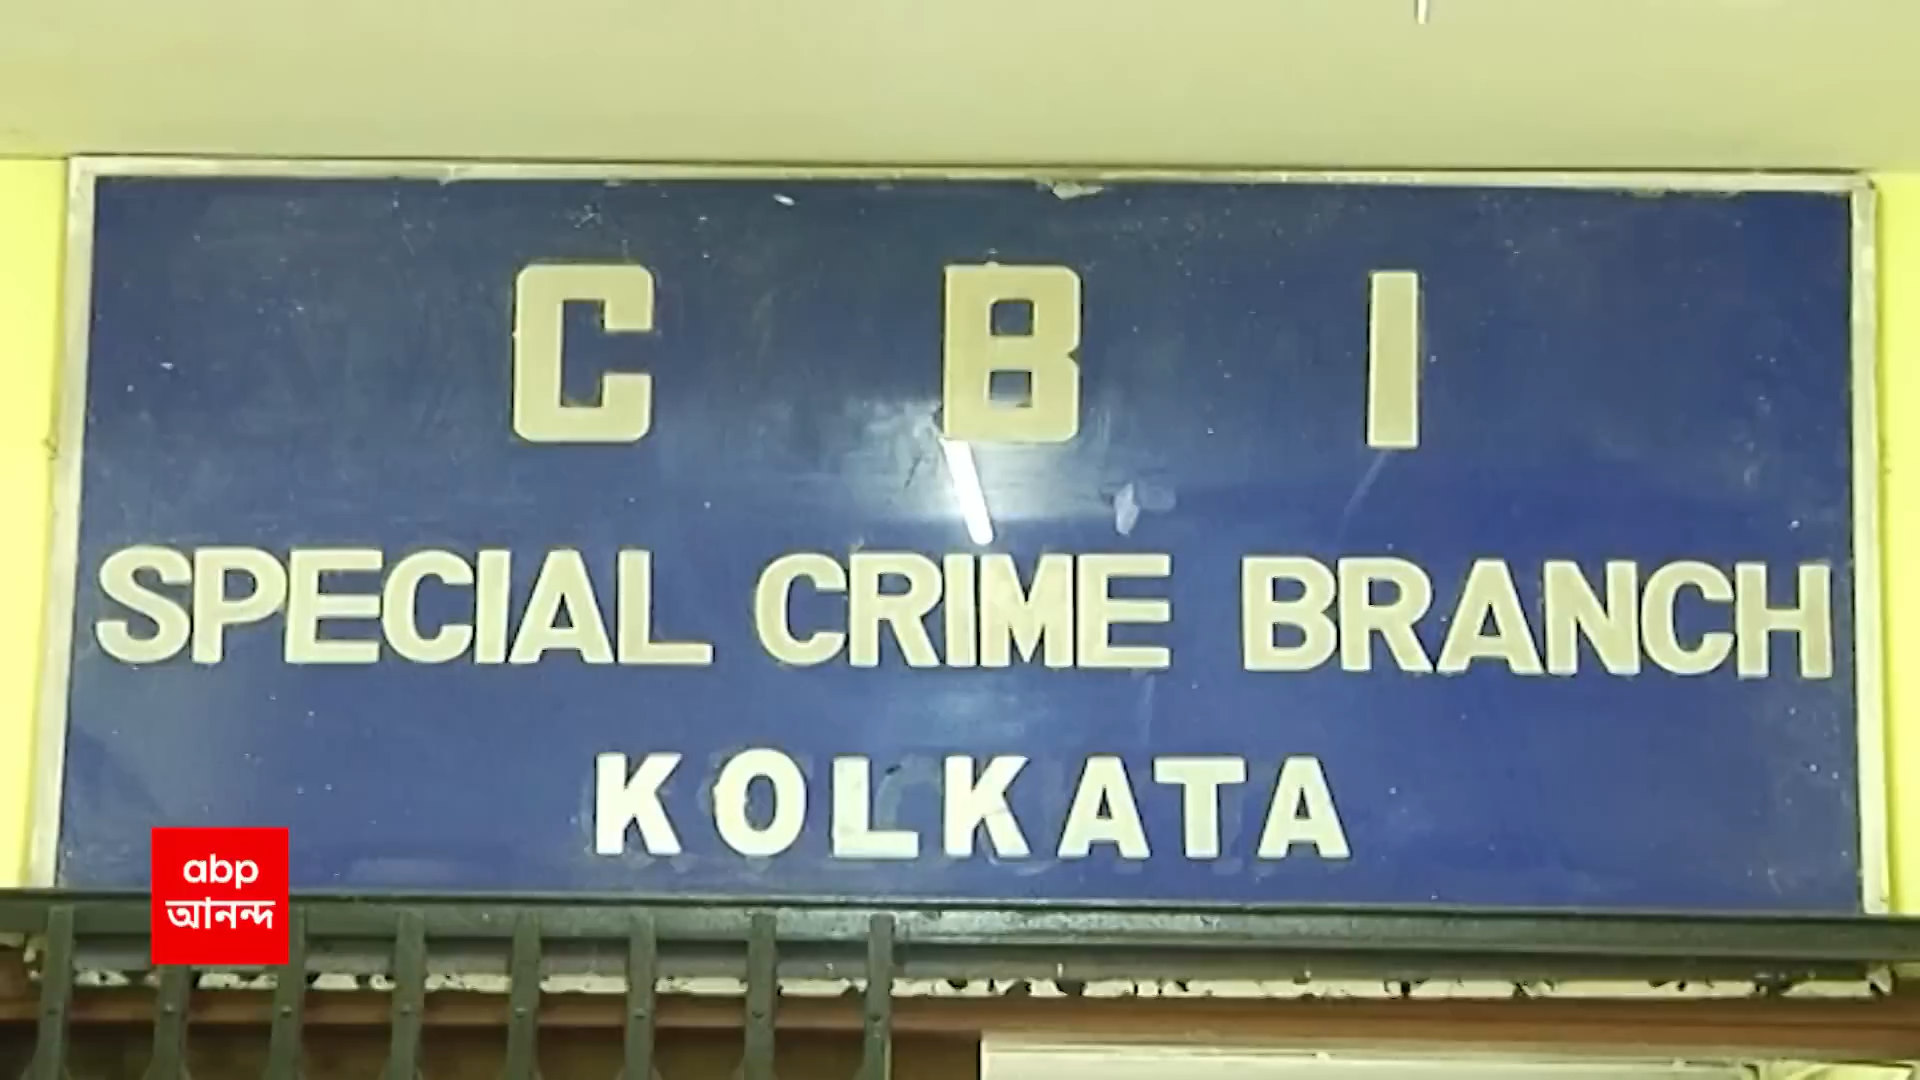 C B I
SPECIAL CRIME BRANCH
KOLKATA
abp
আনন্দ